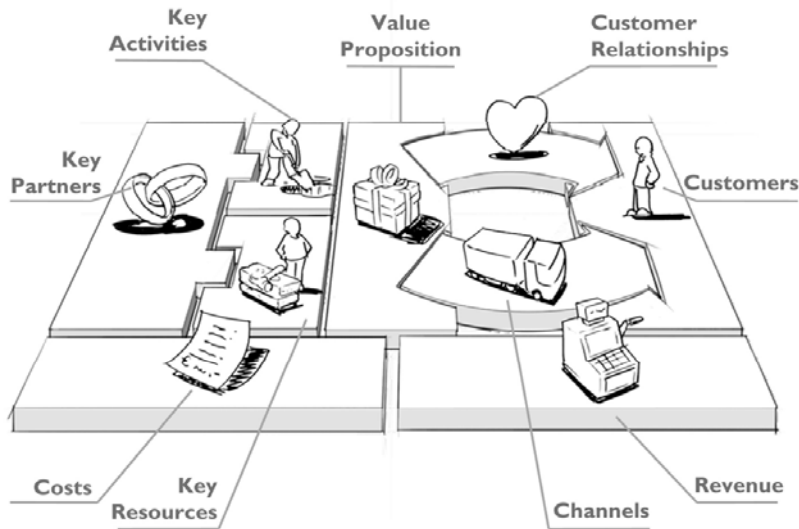 Key
Activities
Value
Proposition
Customer
Relationships
Key
Partners
Customers
Costs
Key
Resources
Channels
Revenue